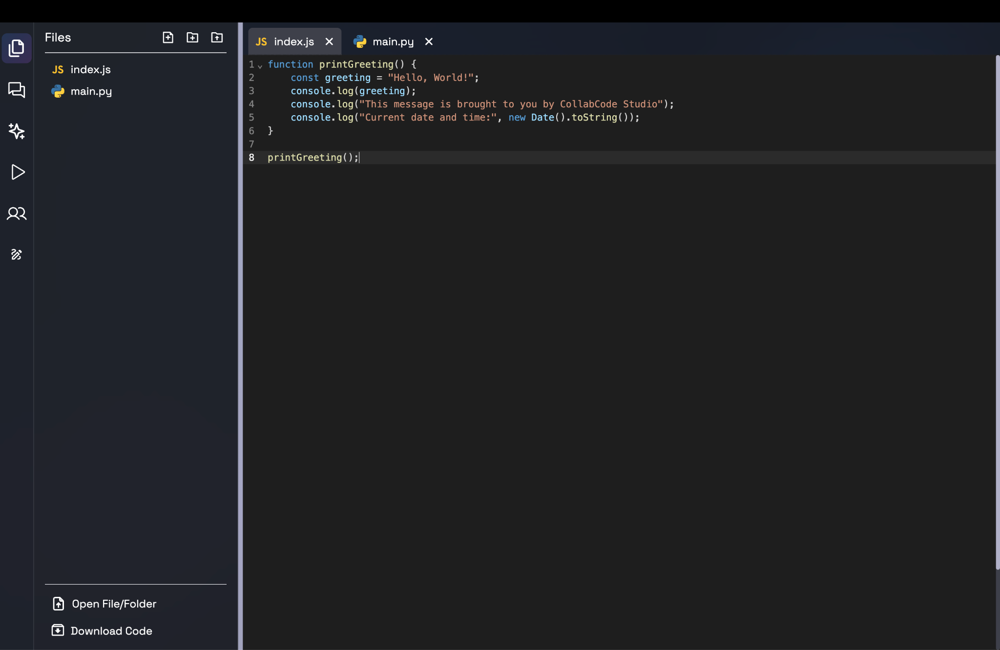 Files
JS index.js
main.py
Open File/Folder
Download Code
JS index.js
main.py
1 function printGreeting() {
2     const greeting = "Hello, World!";
3     console.log(greeting);
4     console.log("This message is brought to you by CollabCode Studio");
5     console.log("Current date and time:", new Date().toString());
6 }
7
8 printGreeting();